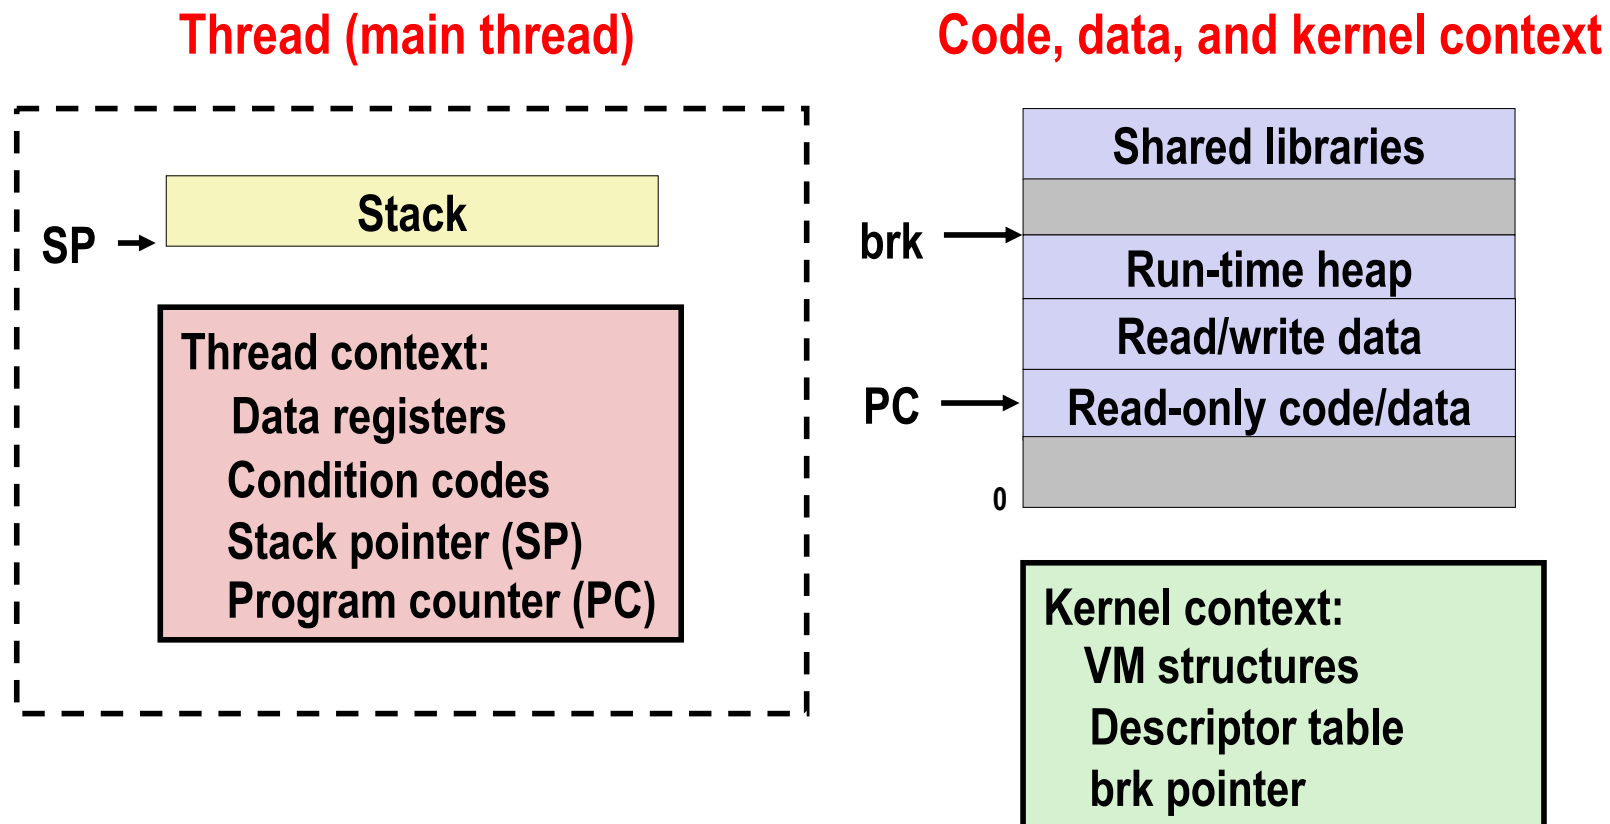 Thread (main thread)
Stack
SP
Thread context:
Data registers
Condition codes
Stack pointer (SP)
Program counter (PC)
Code, data, and kernel context
Shared libraries
brk
Run-time heap
Read/write data
PC
Read-only code/data
0
Kernel context:
VM structures
Descriptor table
brk pointer